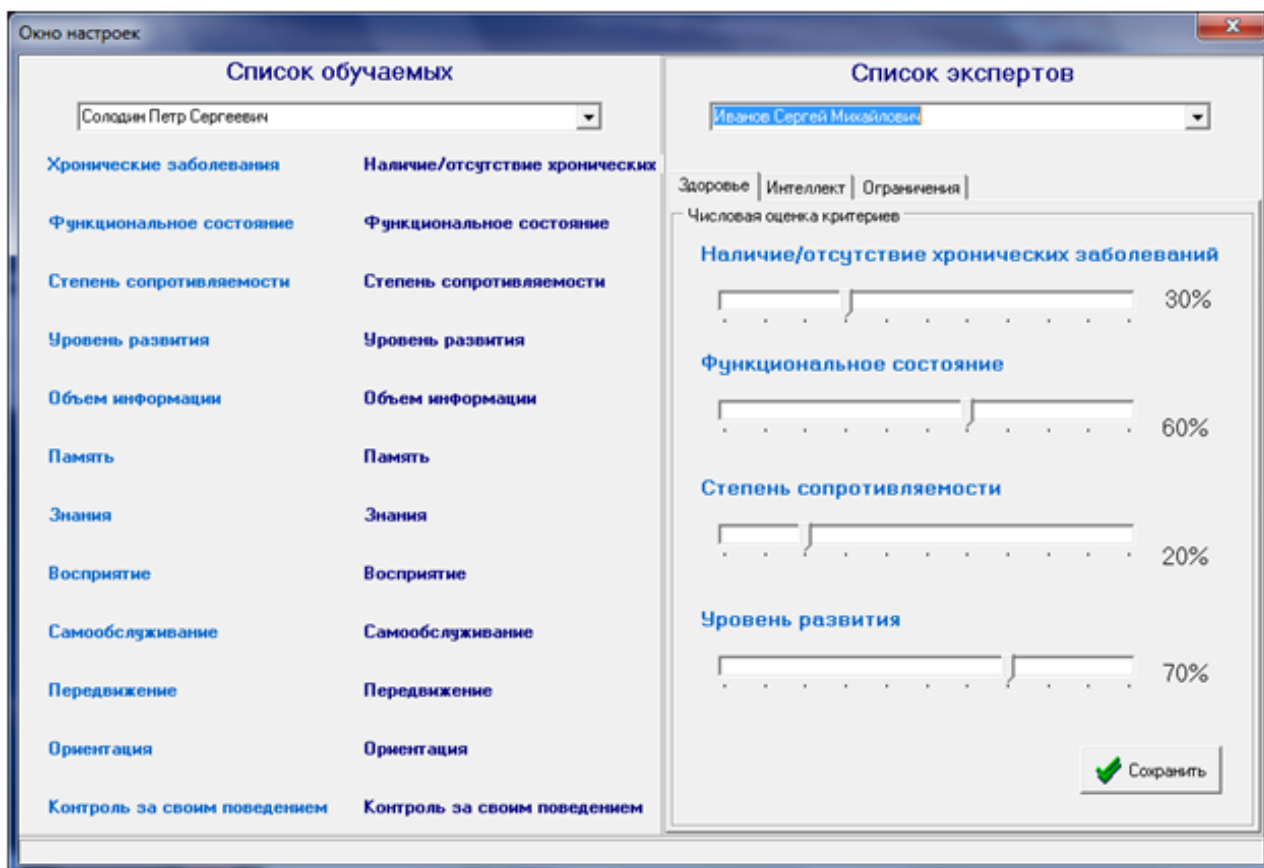 Окно настроек
Список обучаемых
Солодин Петр Сергеевич
Хронические заболевания Наличие/отсутствие хронических
Функциональное состояние Функциональное состояние
Степень сопротивляемости Степень сопротивляемости
Уровень развития Уровень развития
Объем информации Объем информации
Память Память
Знания Знания
Восприятие Восприятие
Самообслуживание Самообслуживание
Передвижение Передвижение
Ориентация Ориентация
Контроль за своим поведением Контроль за своим поведением
Список экспертов
Иванов Сергей Михайлович
Здоровье Интеллект Ограничения
Числовая оценка критериев
Наличие/отсутствие хронических заболеваний
30%
Функциональное состояние
60%
Степень сопротивляемости
20%
Уровень развития
70%
Сохранить